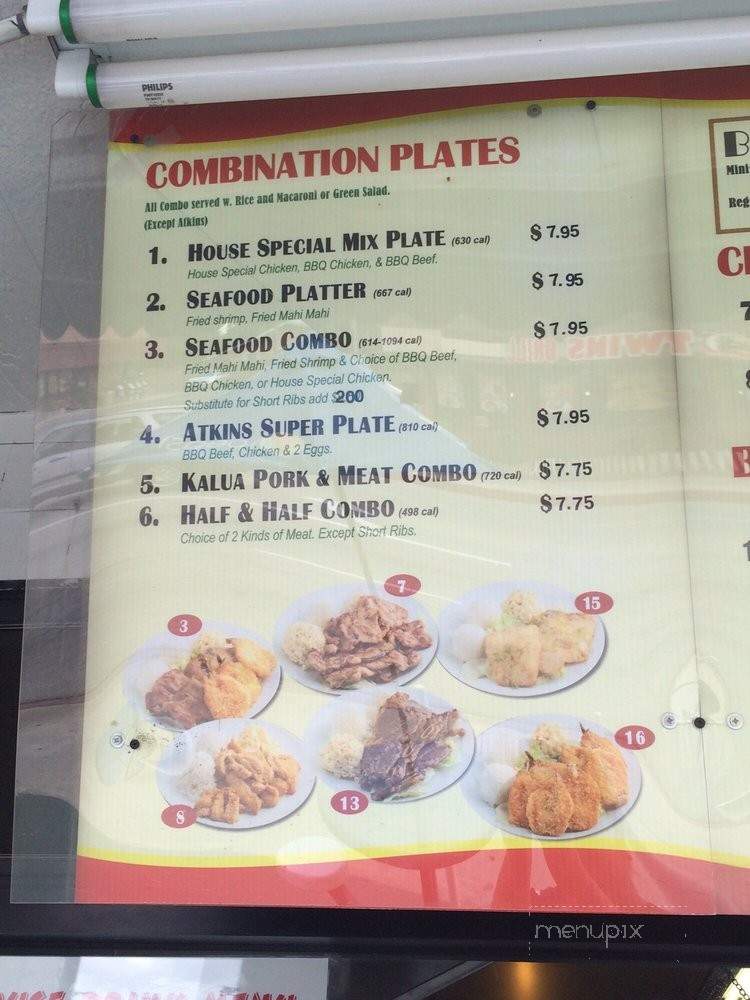 PHILIPS
COMBINATION PLATES
All Combo served w. Rice and Macaroni or Green Salad.
(Except Atkins)
1. HOUSE SPECIAL MIX PLATE (630 cal) $ 7.95
House Special Chicken, BBQ Chicken, & BBQ Beef.
2. SEAFOOD PLATTER (667 cal) $ 7.95
Fried shrimp, Fried Mahi Mahi
3. SEAFOOD COMBO (614-1094 cal) $ 7.95
Fried Mahi Mahi, Fried Shrimp & Choice of BBQ Beef,
BBQ Chicken, or House Special Chicken.
Substitute for Short Ribs add $200
4. ATKINS SUPER PLATE (810 cal) $ 7.95
BBQ Beef, Chicken & 2 Eggs.
5. KALUA PORK & MEAT COMBO (720 cal) $ 7.75
6. HALF & HALF COMBO (498 cal) $ 7.75
Choice of 2 Kinds of Meat. Except Short Ribs.
3
7
15
8
13
16
B
Mini
Reg
C
7
menupix